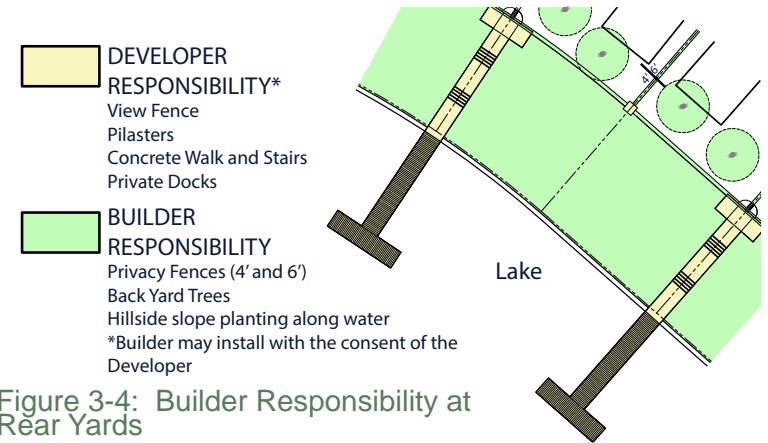 DEVELOPER
RESPONSIBILITY*
View Fence
Pilasters
Concrete Walk and Stairs
Private Docks
BUILDER
RESPONSIBILITY
Privacy Fences (4’ and 6’)
Back Yard Trees
Hillside slope planting along water
*Builder may install with the consent of the
Developer
4' 6'
Lake
Figure 3-4: Builder Responsibility at
Rear Yards